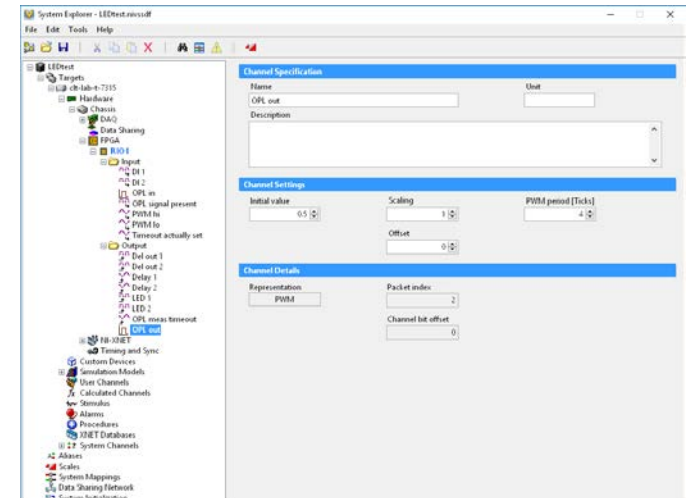 System Explorer - LEDtest.nivssdf
File Edit Tools Help
LEDtest
Targets
clt-lab-rt-7315
Hardware
Chassis
DAQ
Data Sharing
FPGA
RIO1
Input
DI 1
DI 2
OPL in
OPL signal present
PWM hi
PWM lo
Timeout actually set
Output
Del out 1
Del out 2
Delay 1
Delay 2
LED 1
LED 2
OPL meas timeout
OPL out
NI-XNET
Timing and Sync
Custom Devices
Simulation Models
User Channels
Calculated Channels
Stimulus
Alarms
Procedures
XNET Databases
System Channels
Aliases
Scales
System Mappings
Data Sharing Network
System Initialization
Channel Specification
Name Unit
OPL out
Description
Channel Settings
Initial value Scaling PWM period [Ticks]
0.5 1 4
Offset
0
Channel Details
Representation Packet index
PWM 2
Channel bit offset
0